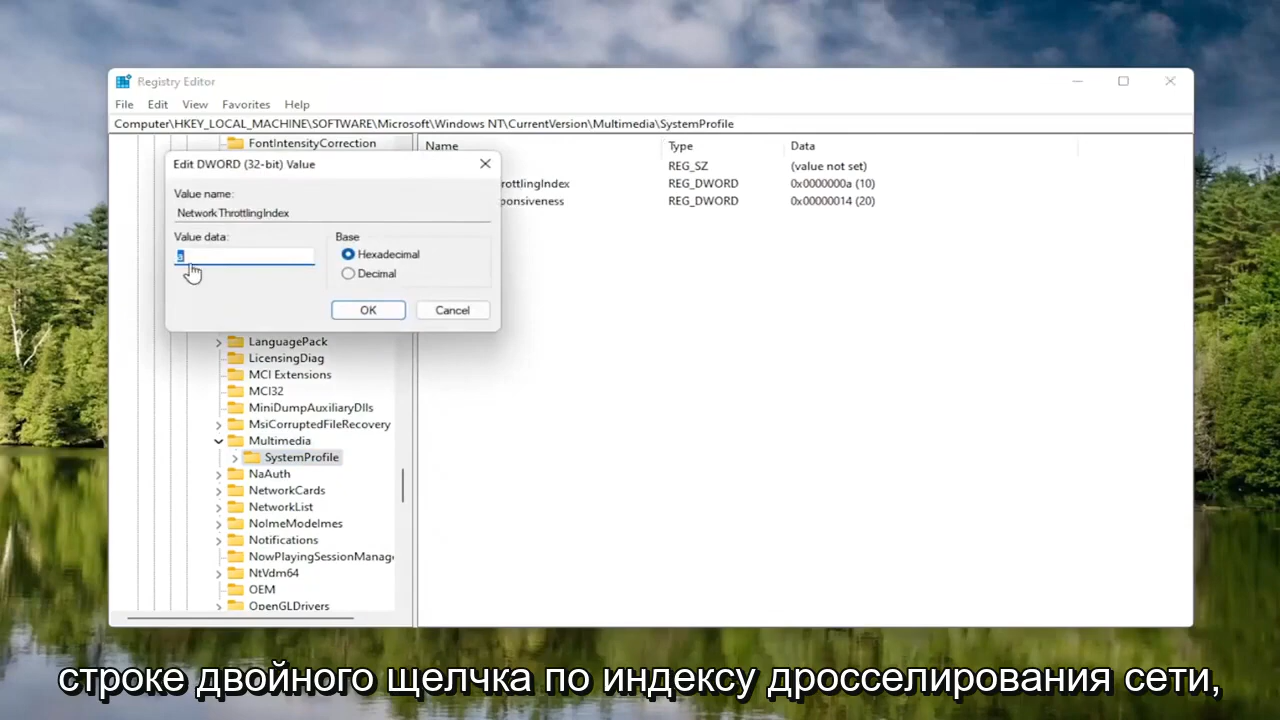 Registry Editor
File Edit View Favorites Help
Computer\HKEY_LOCAL_MACHINE\SOFTWARE\Microsoft\Windows NT\CurrentVersion\Multimedia\SystemProfile
FontIntensityCorrection
Name Type Data
REG_SZ (value not set)
rottlingIndex REG_DWORD 0x0000000a (10)
onsiveness REG_DWORD 0x00000014 (20)
Edit DWORD (32-bit) Value
Value name:
NetworkThrottlingIndex
Value data:
a
Base
Hexadecimal
Decimal
OK Cancel
LanguagePack
LicensingDiag
MCI Extensions
MCI32
MiniDumpAuxiliaryDlls
MsiCorruptedFileRecovery
Multimedia
SystemProfile
NaAuth
NetworkCards
NetworkList
NoImeModeImes
Notifications
NowPlayingSessionManage
NtVdm64
OEM
OpenGLDrivers
строке двойного щелчка по индексу дросселирования сети,